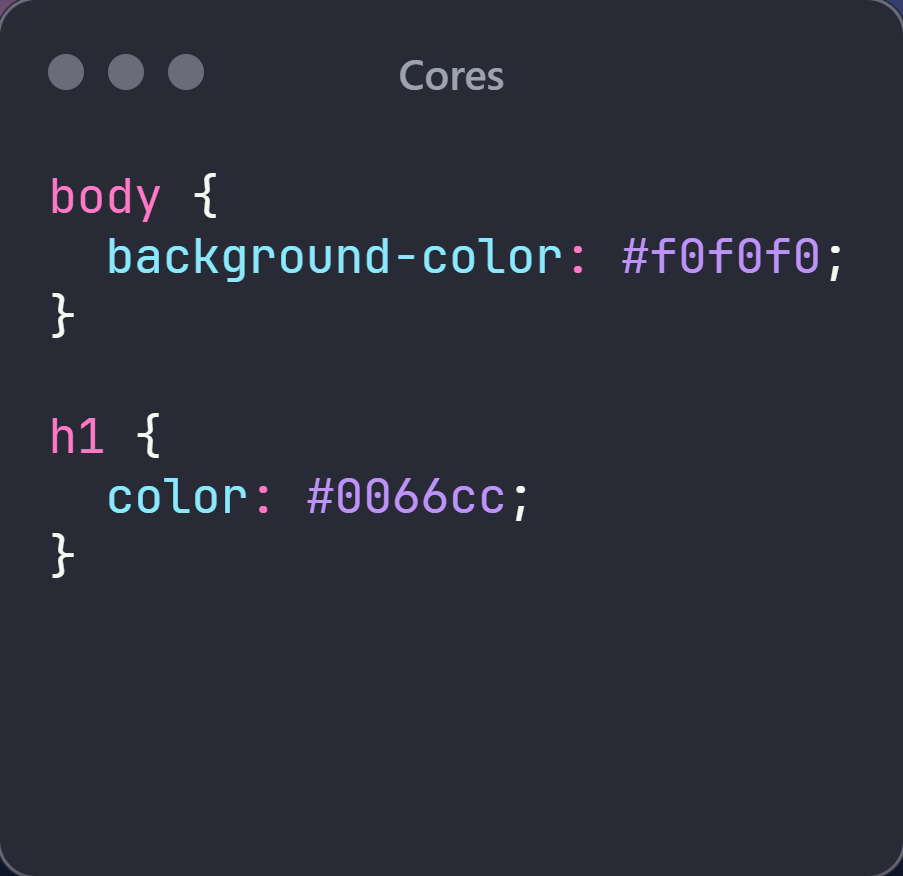 Cores
body {
  background-color: #f0f0f0;
}
h1 {
  color: #0066cc;
}